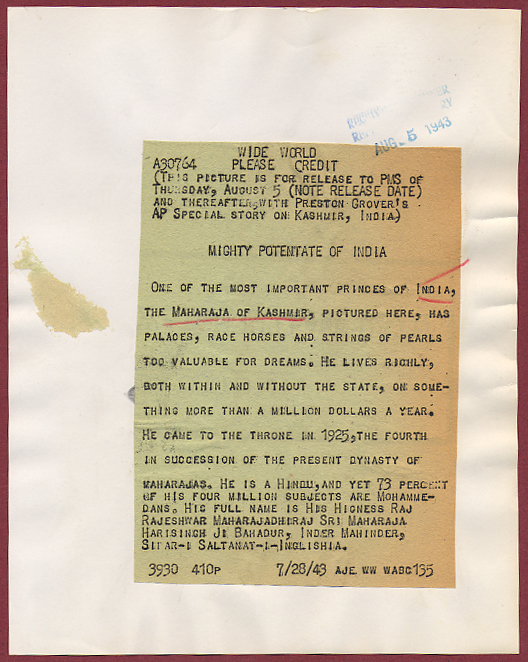 AUG 5 1943
WIDE WORLD
A30764 PLEASE CREDIT
(THIS PICTURE IS FOR RELEASE TO PMS OF
THURSDAY, AUGUST 5 (NOTE RELEASE DATE)
AND THEREAFTER, WITH PRESTON GROVER'S
AP SPECIAL STORY ON KASHMIR, INDIA)
MIGHTY POTENTATE OF INDIA
ONE OF THE MOST IMPORTANT PRINCES OF INDIA,
THE MAHARAJA OF KASHMIR, PICTURED HERE, HAS
PALACES, RACE HORSES AND STRINGS OF PEARLS
TOO VALUABLE FOR DREAMS. HE LIVES RICHLY,
BOTH WITHIN AND WITHOUT THE STATE, ON SOME-
THING MORE THAN A MILLION DOLLARS A YEAR.
HE CAME TO THE THRONE IN 1925, THE FOURTH
IN SUCCESSION OF THE PRESENT DYNASTY OF
MAHARAJAS. HE IS A HINDU, AND YET 73 PERCENT
OF HIS FOUR MILLION SUBJECTS ARE MOHAMME-
DANS. HIS FULL NAME IS HIS HIGNESS RAJ
RAJESHWAR MAHARAJADHIRAJ SRI MAHARAJA
HARISINGH JI BAHADUR, INDER MAHINDER,
SIPAR-I SALTANAT-I-INGLISHIA.
3930 410P 7/28/43 AJE WW WABC 135